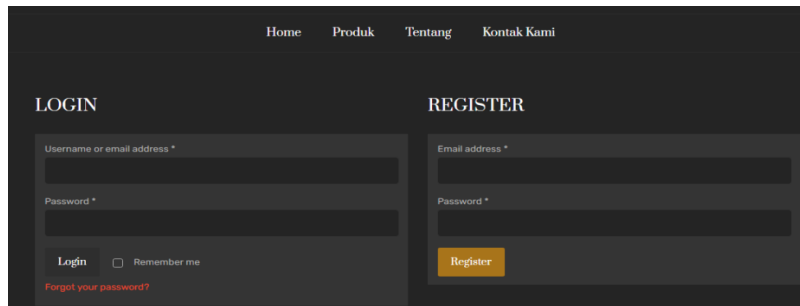 Home Produk Tentang Kontak Kami
LOGIN
Username or email address *
Password *
Login Remember me
Forgot your password?
REGISTER
Email address *
Password *
Register